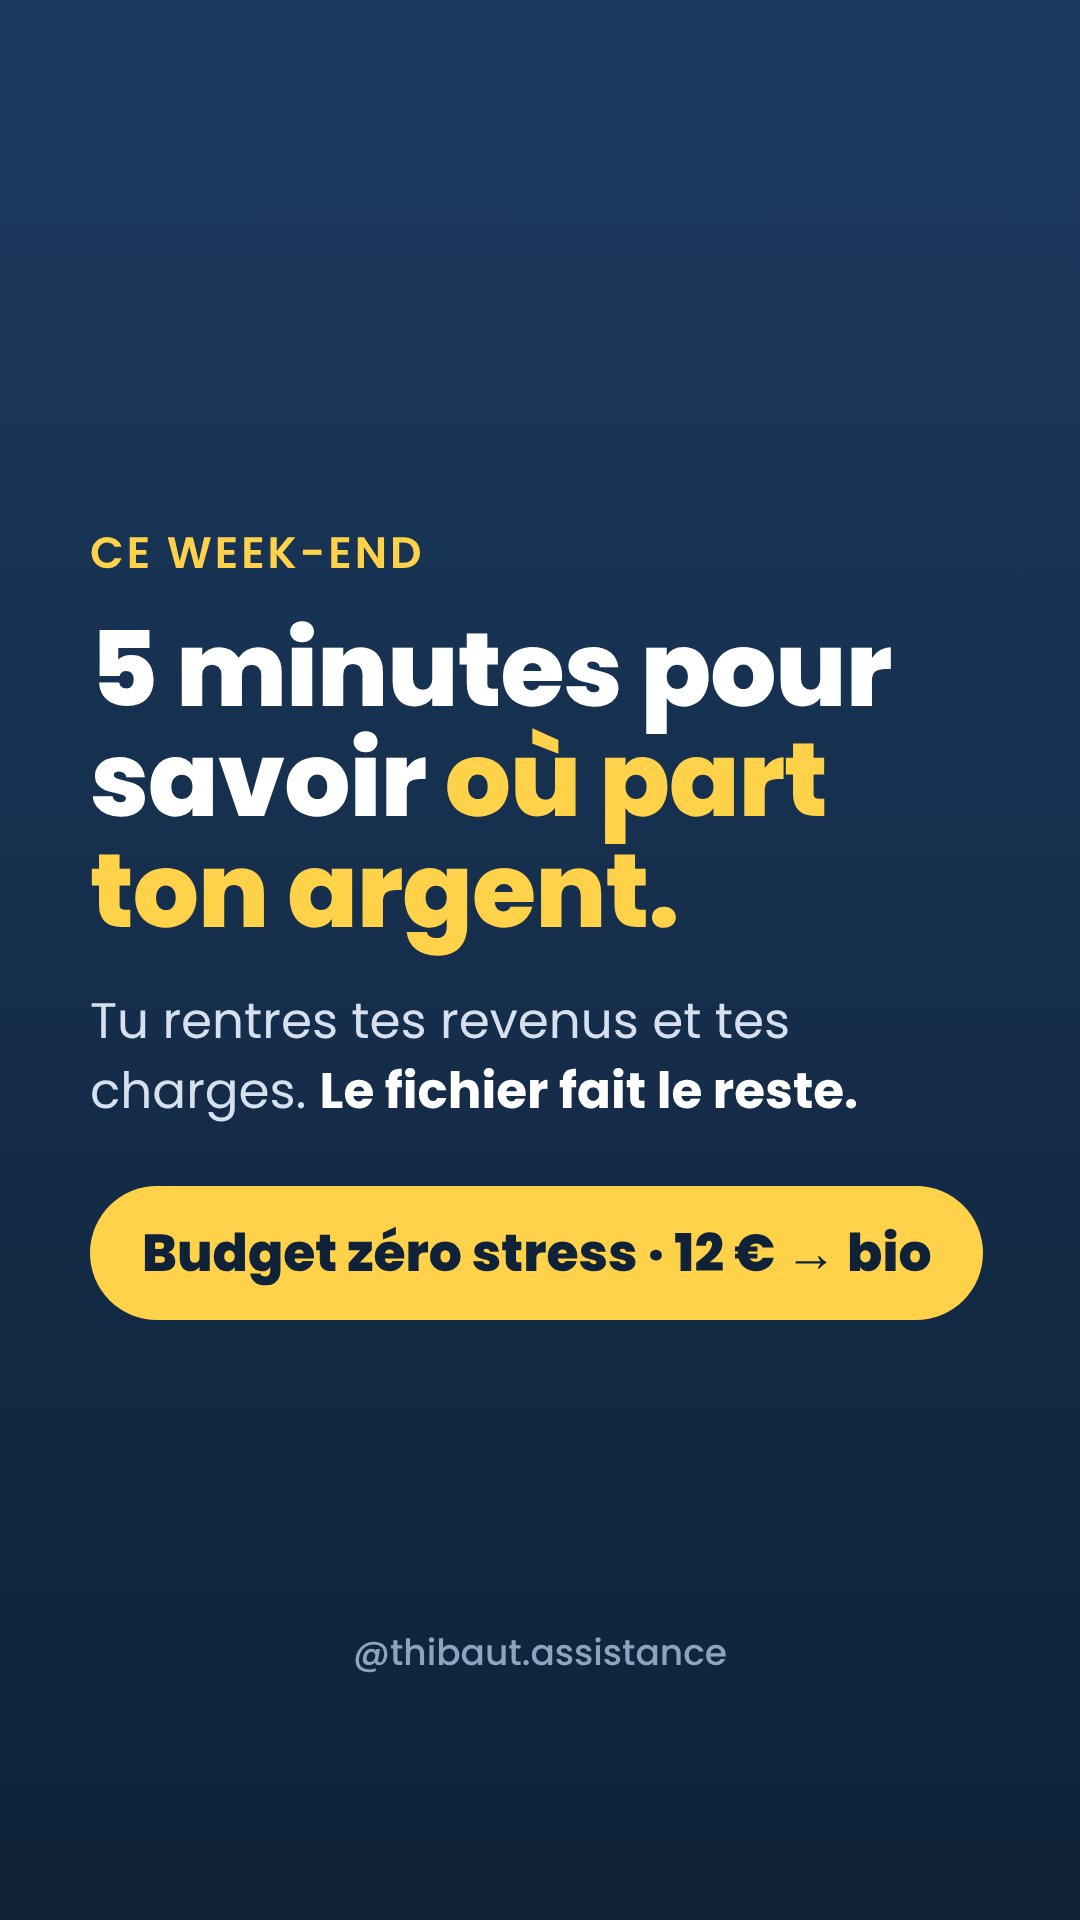 CE WEEK-END
5 minutes pour
savoir où part
ton argent.
Tu rentres tes revenus et tes
charges. Le fichier fait le reste.
Budget zéro stress · 12 € → bio
@thibaut.assistance